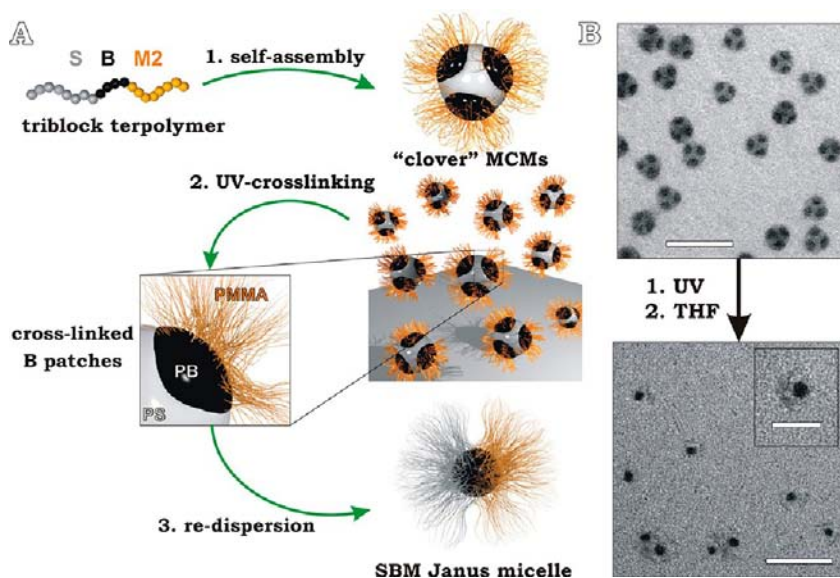 A
S B M2
triblock terpolymer
1. self-assembly
"clover" MCMs
2. UV-crosslinking
PMMA
PB
PS
cross-linked
B patches
3. re-dispersion
SBM Janus micelle
B
1. UV
2. THF